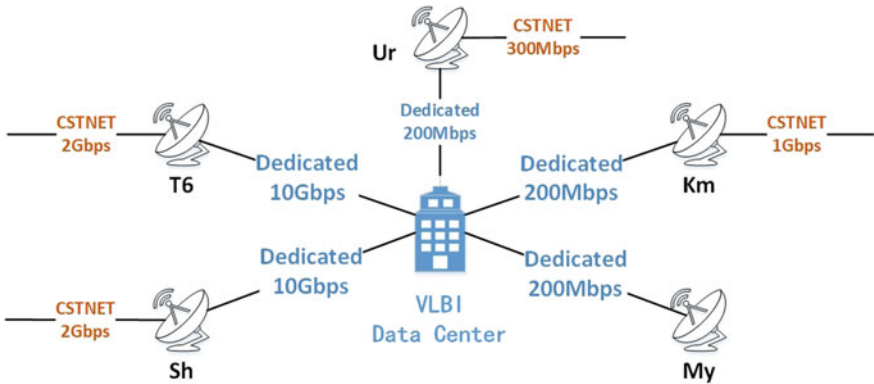 Ur
CSTNET
300Mbps
Dedicated
200Mbps
CSTNET
2Gbps
T6
Dedicated
10Gbps
Dedicated
200Mbps
Km
CSTNET
1Gbps
CSTNET
2Gbps
Sh
Dedicated
10Gbps
VLBI
Data Center
Dedicated
200Mbps
My